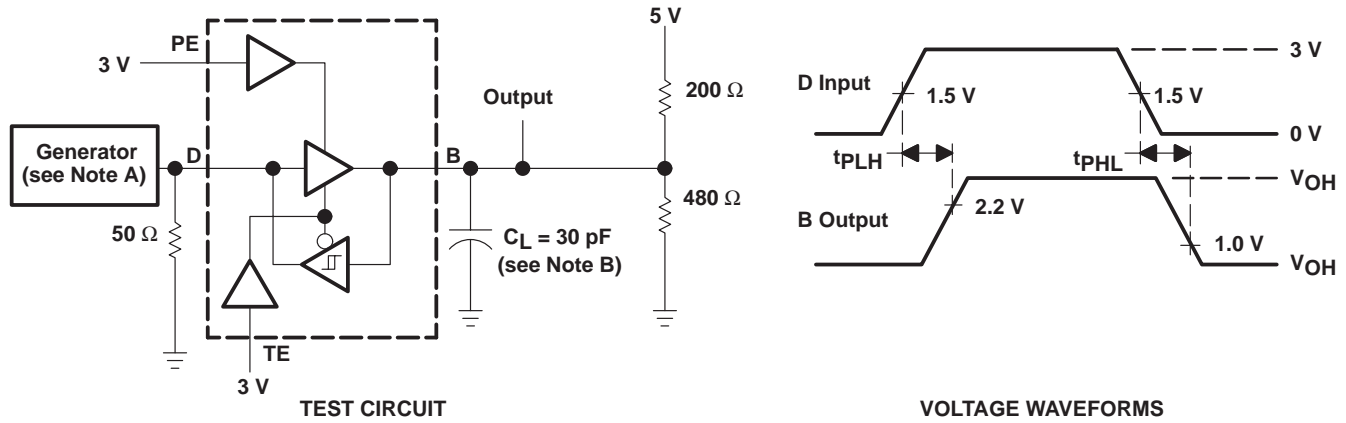 PE
3 V
Generator
(see Note A)
D
50 Ω
TE
3 V
B
Output
CL = 30 pF
(see Note B)
5 V
200 Ω
480 Ω
TEST CIRCUIT
D Input
1.5 V
1.5 V
3 V
0 V
tPLH
tPHL
B Output
2.2 V
1.0 V
VOH
VOH
VOLTAGE WAVEFORMS